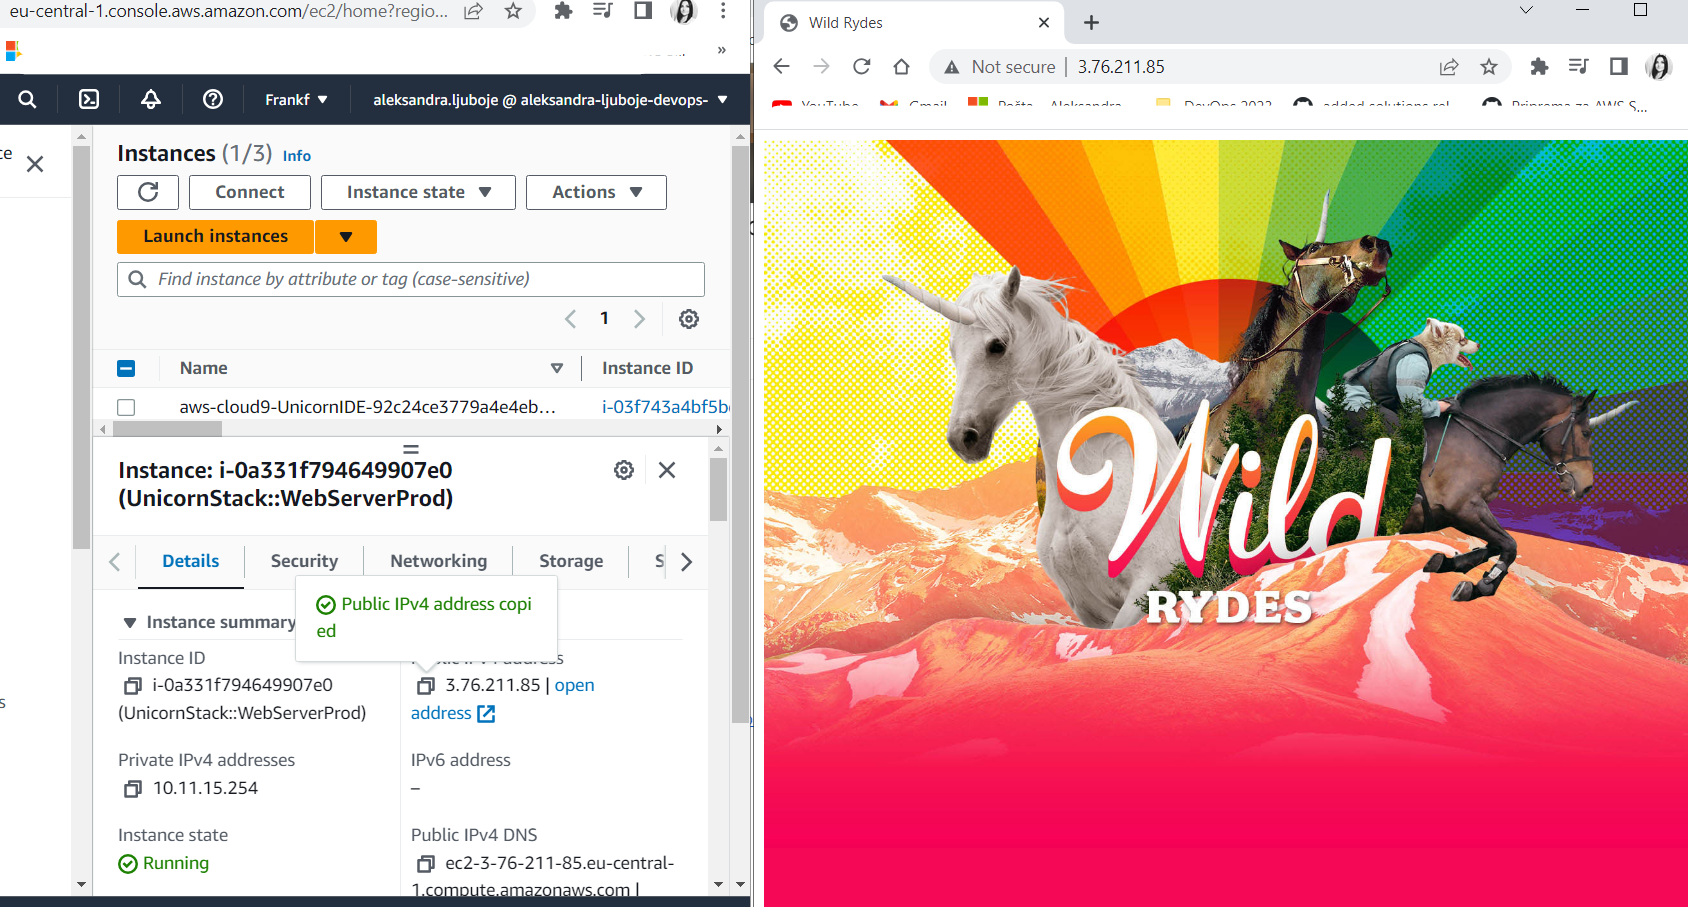 eu-central-1.console.aws.amazon.com/ec2/home?regio...
»
Frankf
aleksandra.ljuboje @ aleksandra-ljuboje-devops-
ce
Instances (1/3) Info
Connect
Instance state
Actions
Launch instances
Find instance by attribute or tag (case-sensitive)
1
Name
Instance ID
aws-cloud9-UnicornIDE-92c24ce3779a4e4eb...
i-03f743a4bf5b
Instance: i-0a331f794649907e0
(UnicornStack::WebServerProd)
Details
Security
Networking
Storage
S
Public IPv4 address copi
ed
Instance summary
Instance ID
Public IPv4 address
i-0a331f794649907e0
(UnicornStack::WebServerProd)
3.76.211.85 | open
address
Private IPv4 addresses
10.11.15.254
IPv6 address
–
Instance state
Running
Public IPv4 DNS
ec2-3-76-211-85.eu-central-
1.compute.amazonaws.com |
s
Wild Rydes
Not secure | 3.76.211.85
YouTube
Gmail
Pošta – Aleksandra...
DevOps 2022
added solutions rel...
Priprema za AWS S...
Wild
RYDES